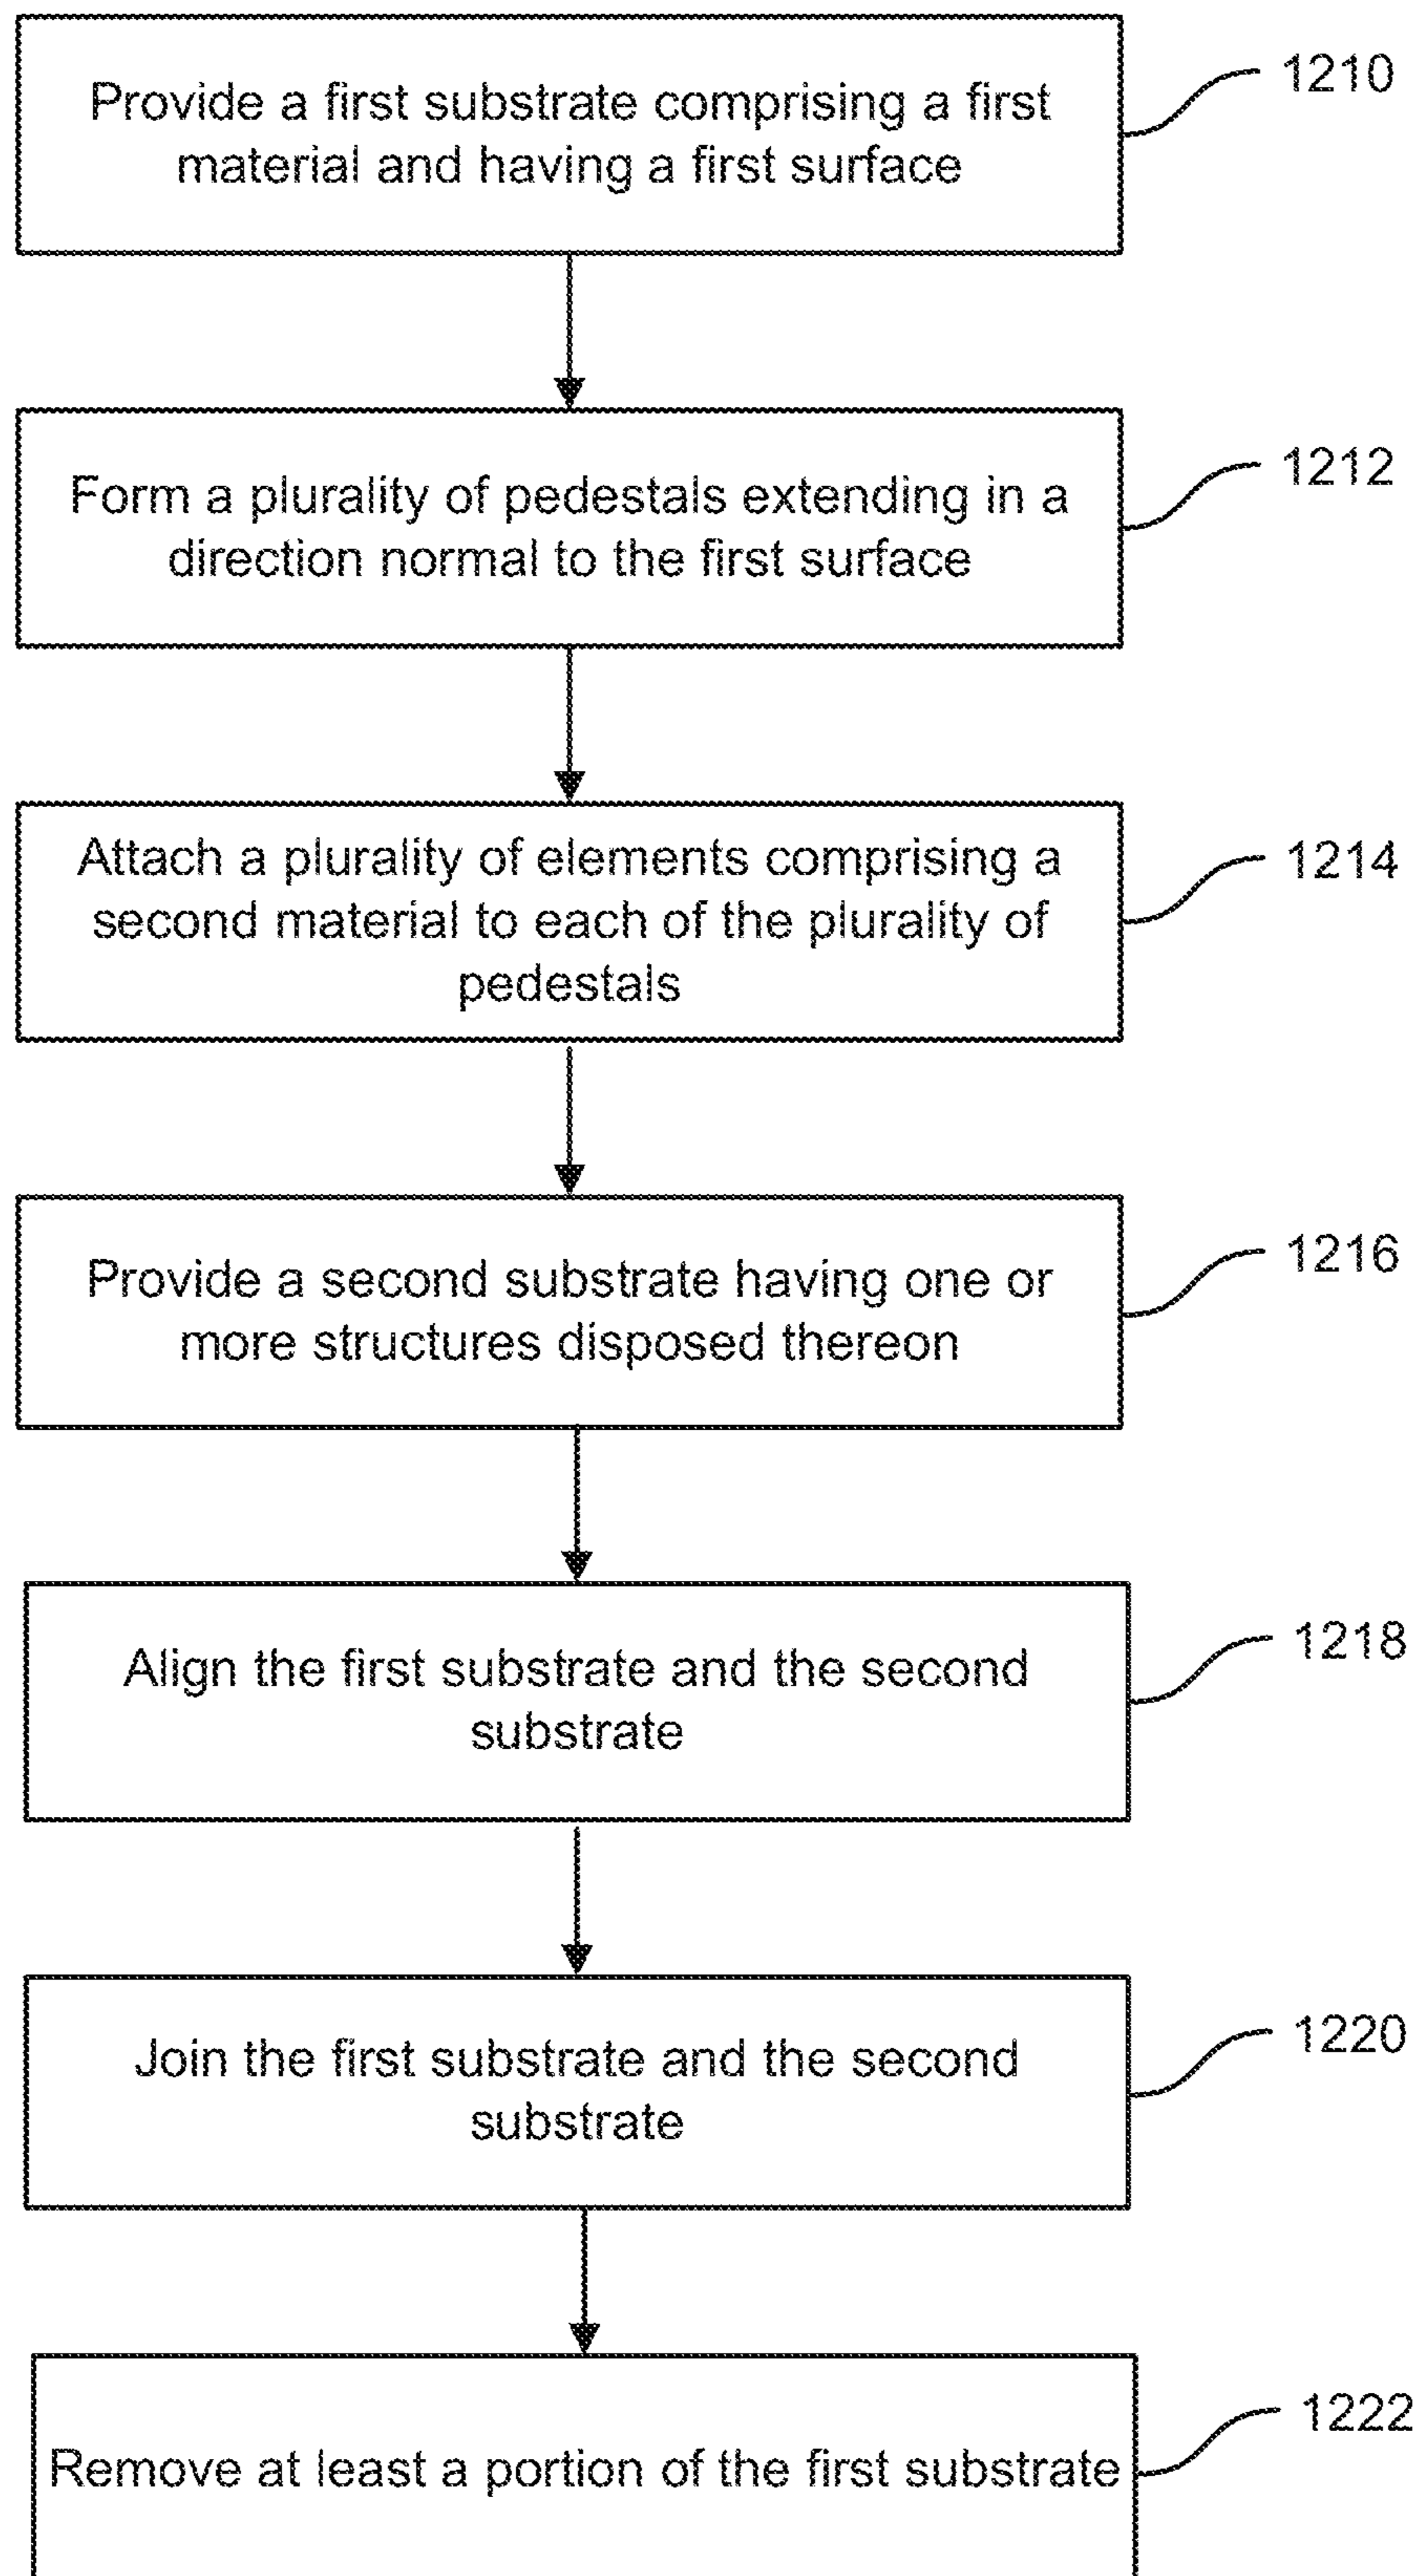 Provide a first substrate comprising a first
material and having a first surface
1210
Form a plurality of pedestals extending in a
direction normal to the first surface
1212
Attach a plurality of elements comprising a
second material to each of the plurality of
pedestals
1214
Provide a second substrate having one or
more structures disposed thereon
1216
Align the first substrate and the second
substrate
1218
Join the first substrate and the second
substrate
1220
Remove at least a portion of the first substrate
1222